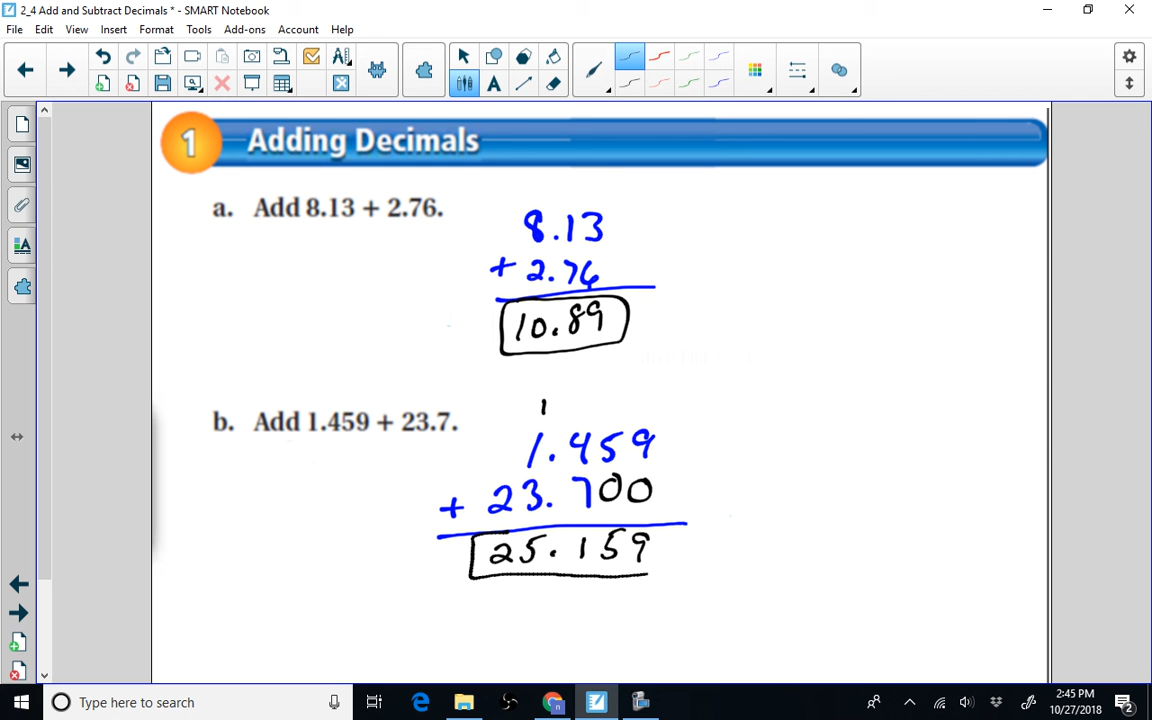 2_4 Add and Subtract Decimals * - SMART Notebook
File Edit View Insert Format Tools Add-ons Account Help
1 Adding Decimals
a. Add 8.13 + 2.76.
8.13
+ 2.76
10.89
b. Add 1.459 + 23.7.
1
1.459
+ 23.700
25.159
Type here to search
2:45 PM
10/27/2018
2